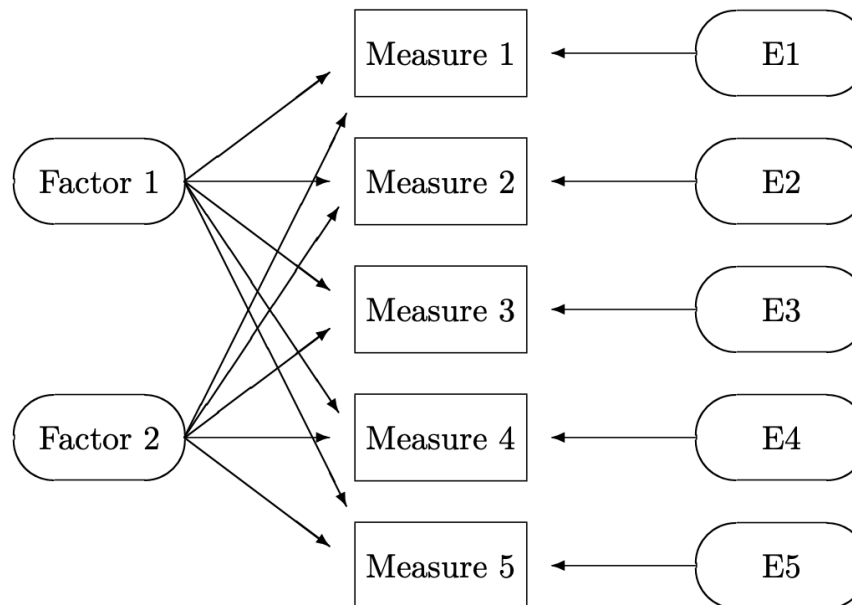 Measure 1
E1
Factor 1
Measure 2
E2
Measure 3
E3
Factor 2
Measure 4
E4
Measure 5
E5